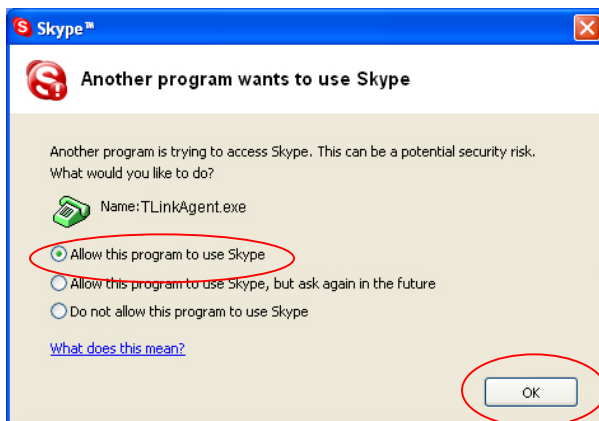 Skype™
Another program wants to use Skype
Another program is trying to access Skype. This can be a potential security risk.
What would you like to do?
Name:TLinkAgent.exe
Allow this program to use Skype
Allow this program to use Skype, but ask again in the future
Do not allow this program to use Skype
What does this mean?
OK